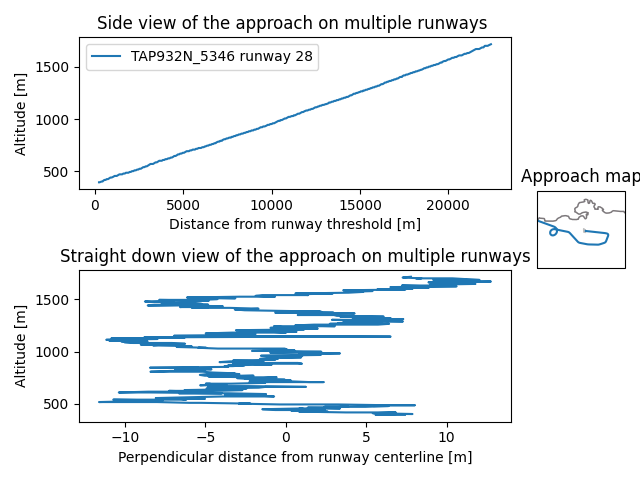 Side view of the approach on multiple runways
TAP932N_5346 runway 28
Altitude [m]
1500
1000
500
0
5000
10000
15000
20000
Distance from runway threshold [m]
Approach map
Straight down view of the approach on multiple runways
Altitude [m]
1500
1000
500
−10
−5
0
5
10
Perpendicular distance from runway centerline [m]